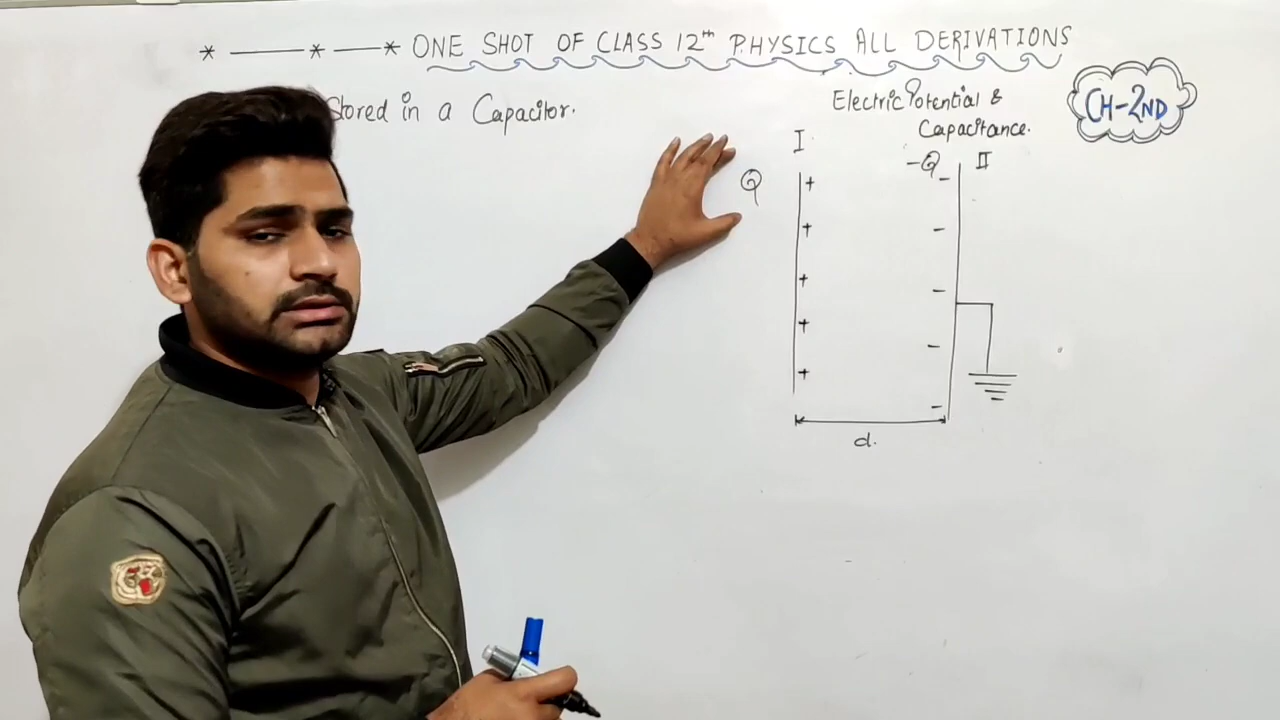 * —— * — * ONE SHOT OF CLASS 12th PHYSICS ALL DERIVATIONS
Stored in a Capacitor.
Electric Potential &
Capacitance.
CH-2ND
I
Q
-Q
II
+
+
+
+
+
-
-
-
-
-
d.